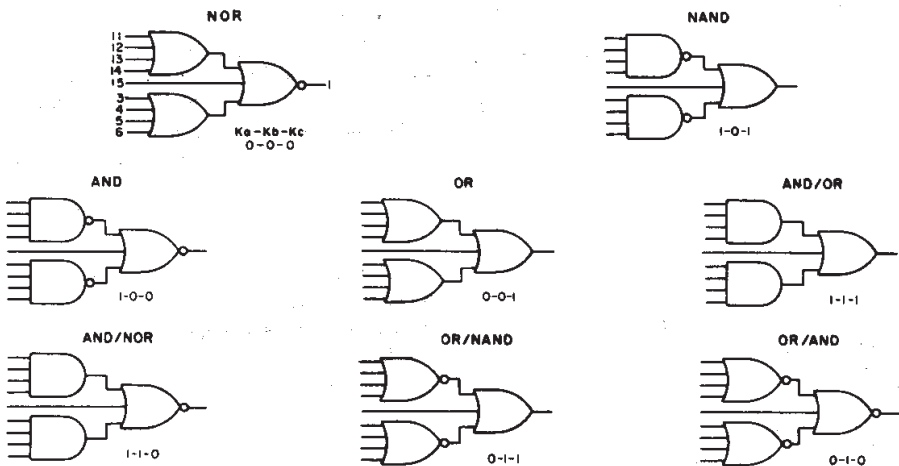 NOR
NAND
11
12
13
14
15
3
4
5
6
1
Ka-Kb-Kc
0-0-0
1-0-1
AND
OR
AND/OR
1-0-0
0-0-1
1-1-1
AND/NOR
OR/NAND
OR/AND
1-1-0
0-1-1
0-1-0